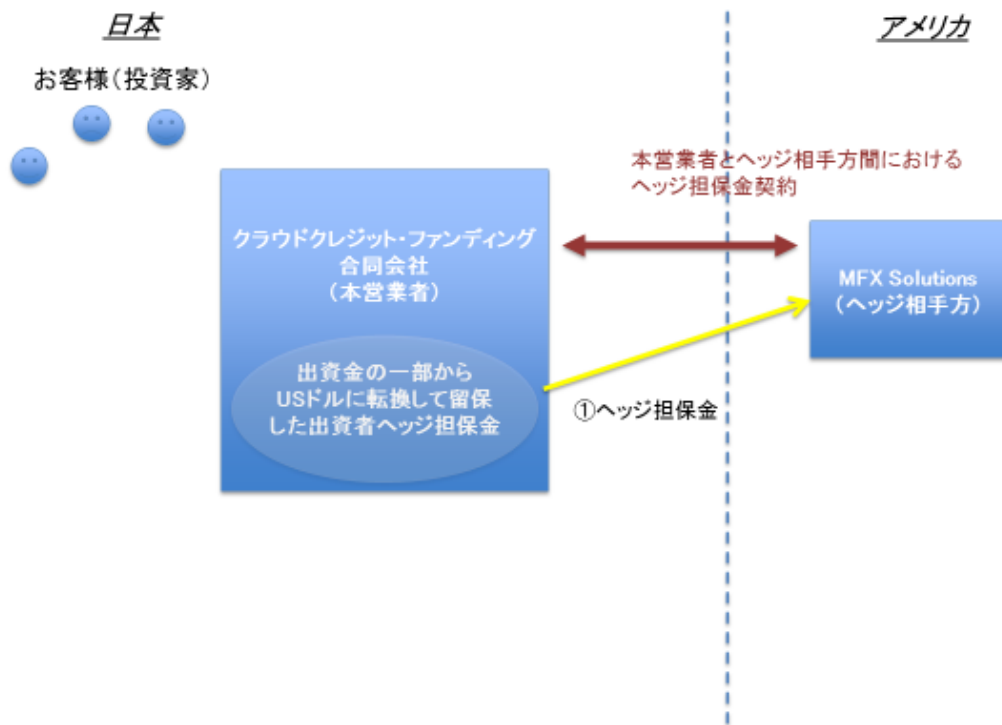 日本
アメリカ
お客様（投資家）
本営業者とヘッジ相手方間における
ヘッジ担保金契約
クラウドクレジット・ファンディング
合同会社
（本営業者）
MFX Solutions
（ヘッジ相手方）
出資金の一部から
USドルに転換して留保
した出資者ヘッジ担保金
①ヘッジ担保金